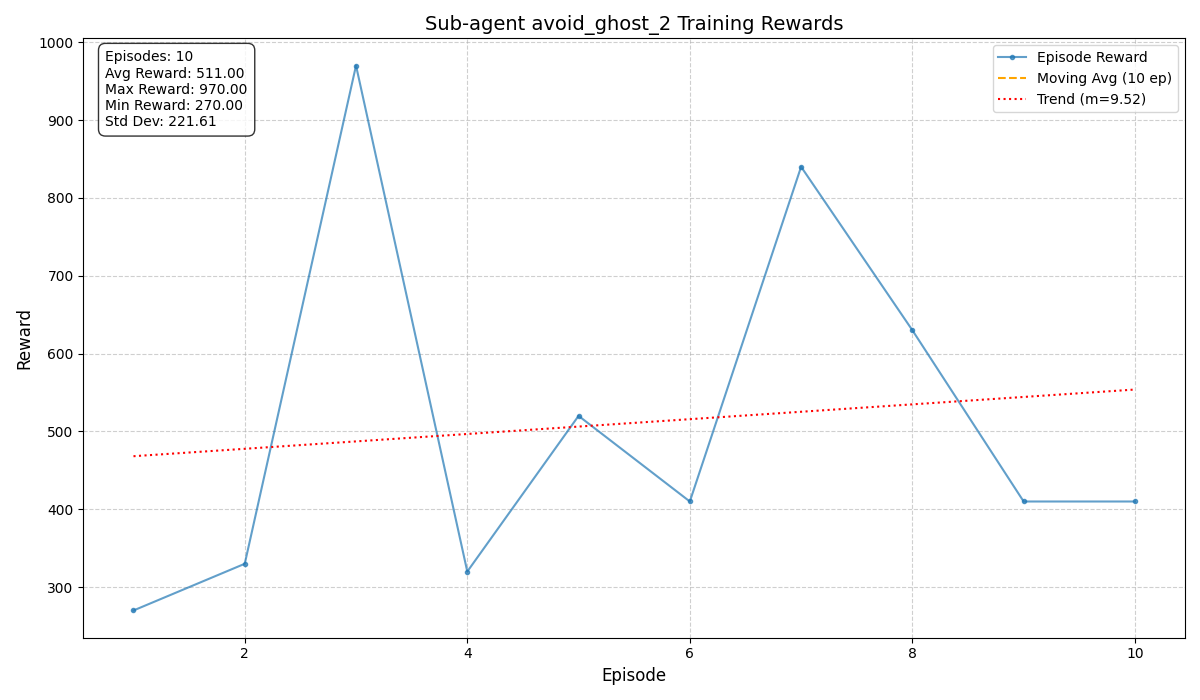 Sub-agent avoid_ghost_2 Training Rewards
Episodes: 10
Avg Reward: 511.00
Max Reward: 970.00
Min Reward: 270.00
Std Dev: 221.61
Episode Reward
Moving Avg (10 ep)
Trend (m=9.52)
Reward
1000
900
800
700
600
500
400
300
2
4
6
8
10
Episode